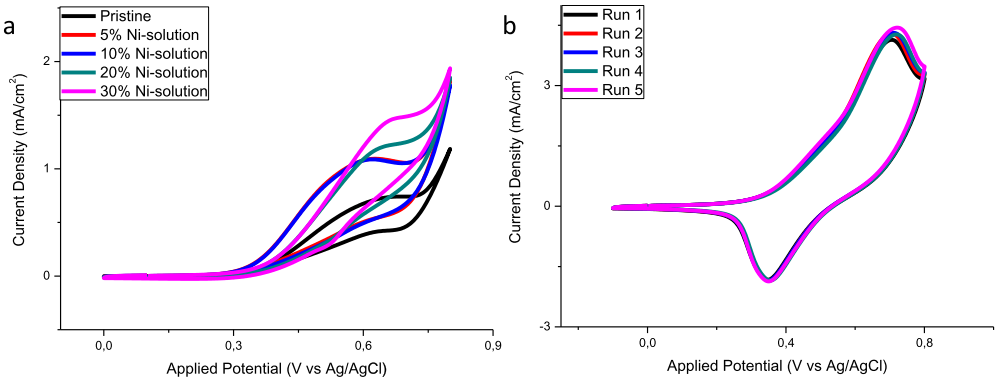 a
Pristine
5% Ni-solution
10% Ni-solution
20% Ni-solution
30% Ni-solution
2
1
0
Current Density (mA/cm²)
0,0
0,3
0,6
0,9
Applied Potential (V vs Ag/AgCl)
b
Run 1
Run 2
Run 3
Run 4
Run 5
3
0
-3
Current Density (mA/cm²)
0,0
0,4
0,8
Applied Potential (V vs Ag/AgCl)